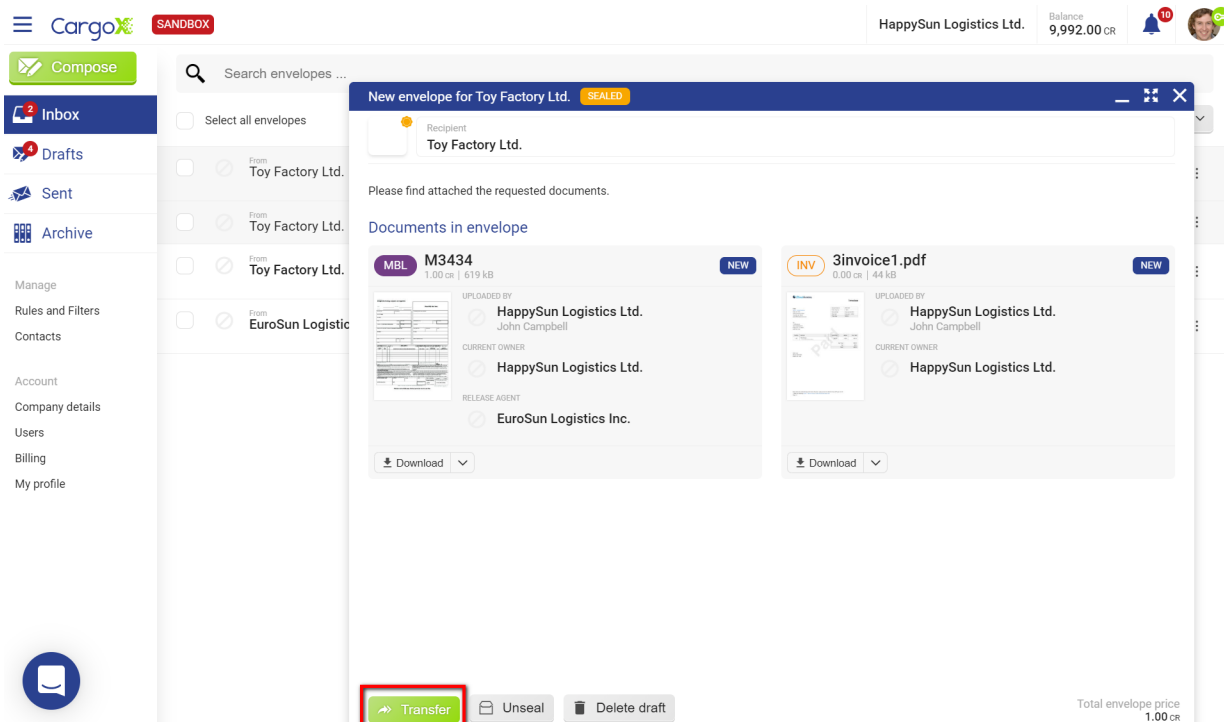 CargoX SANDBOX
HappySun Logistics Ltd.
Balance
9,992.00 CR
10
Compose
2 Inbox
4 Drafts
Sent
Archive
Manage
Rules and Filters
Contacts
Account
Company details
Users
Billing
My profile
Search envelopes ...
Select all envelopes
From
Toy Factory Ltd.
From
Toy Factory Ltd.
From
Toy Factory Ltd.
From
EuroSun Logistic
New envelope for Toy Factory Ltd. SEALED
Recipient
Toy Factory Ltd.
Please find attached the requested documents.
Documents in envelope
MBL M3434 NEW
1.00 CR | 619 kB
UPLOADED BY
HappySun Logistics Ltd.
John Campbell
CURRENT OWNER
HappySun Logistics Ltd.
RELEASE AGENT
EuroSun Logistics Inc.
Download
INV 3invoice1.pdf NEW
0.00 CR | 44 kB
Paid
UPLOADED BY
HappySun Logistics Ltd.
John Campbell
CURRENT OWNER
HappySun Logistics Ltd.
Download
Transfer Unseal Delete draft
Total envelope price
1.00 CR